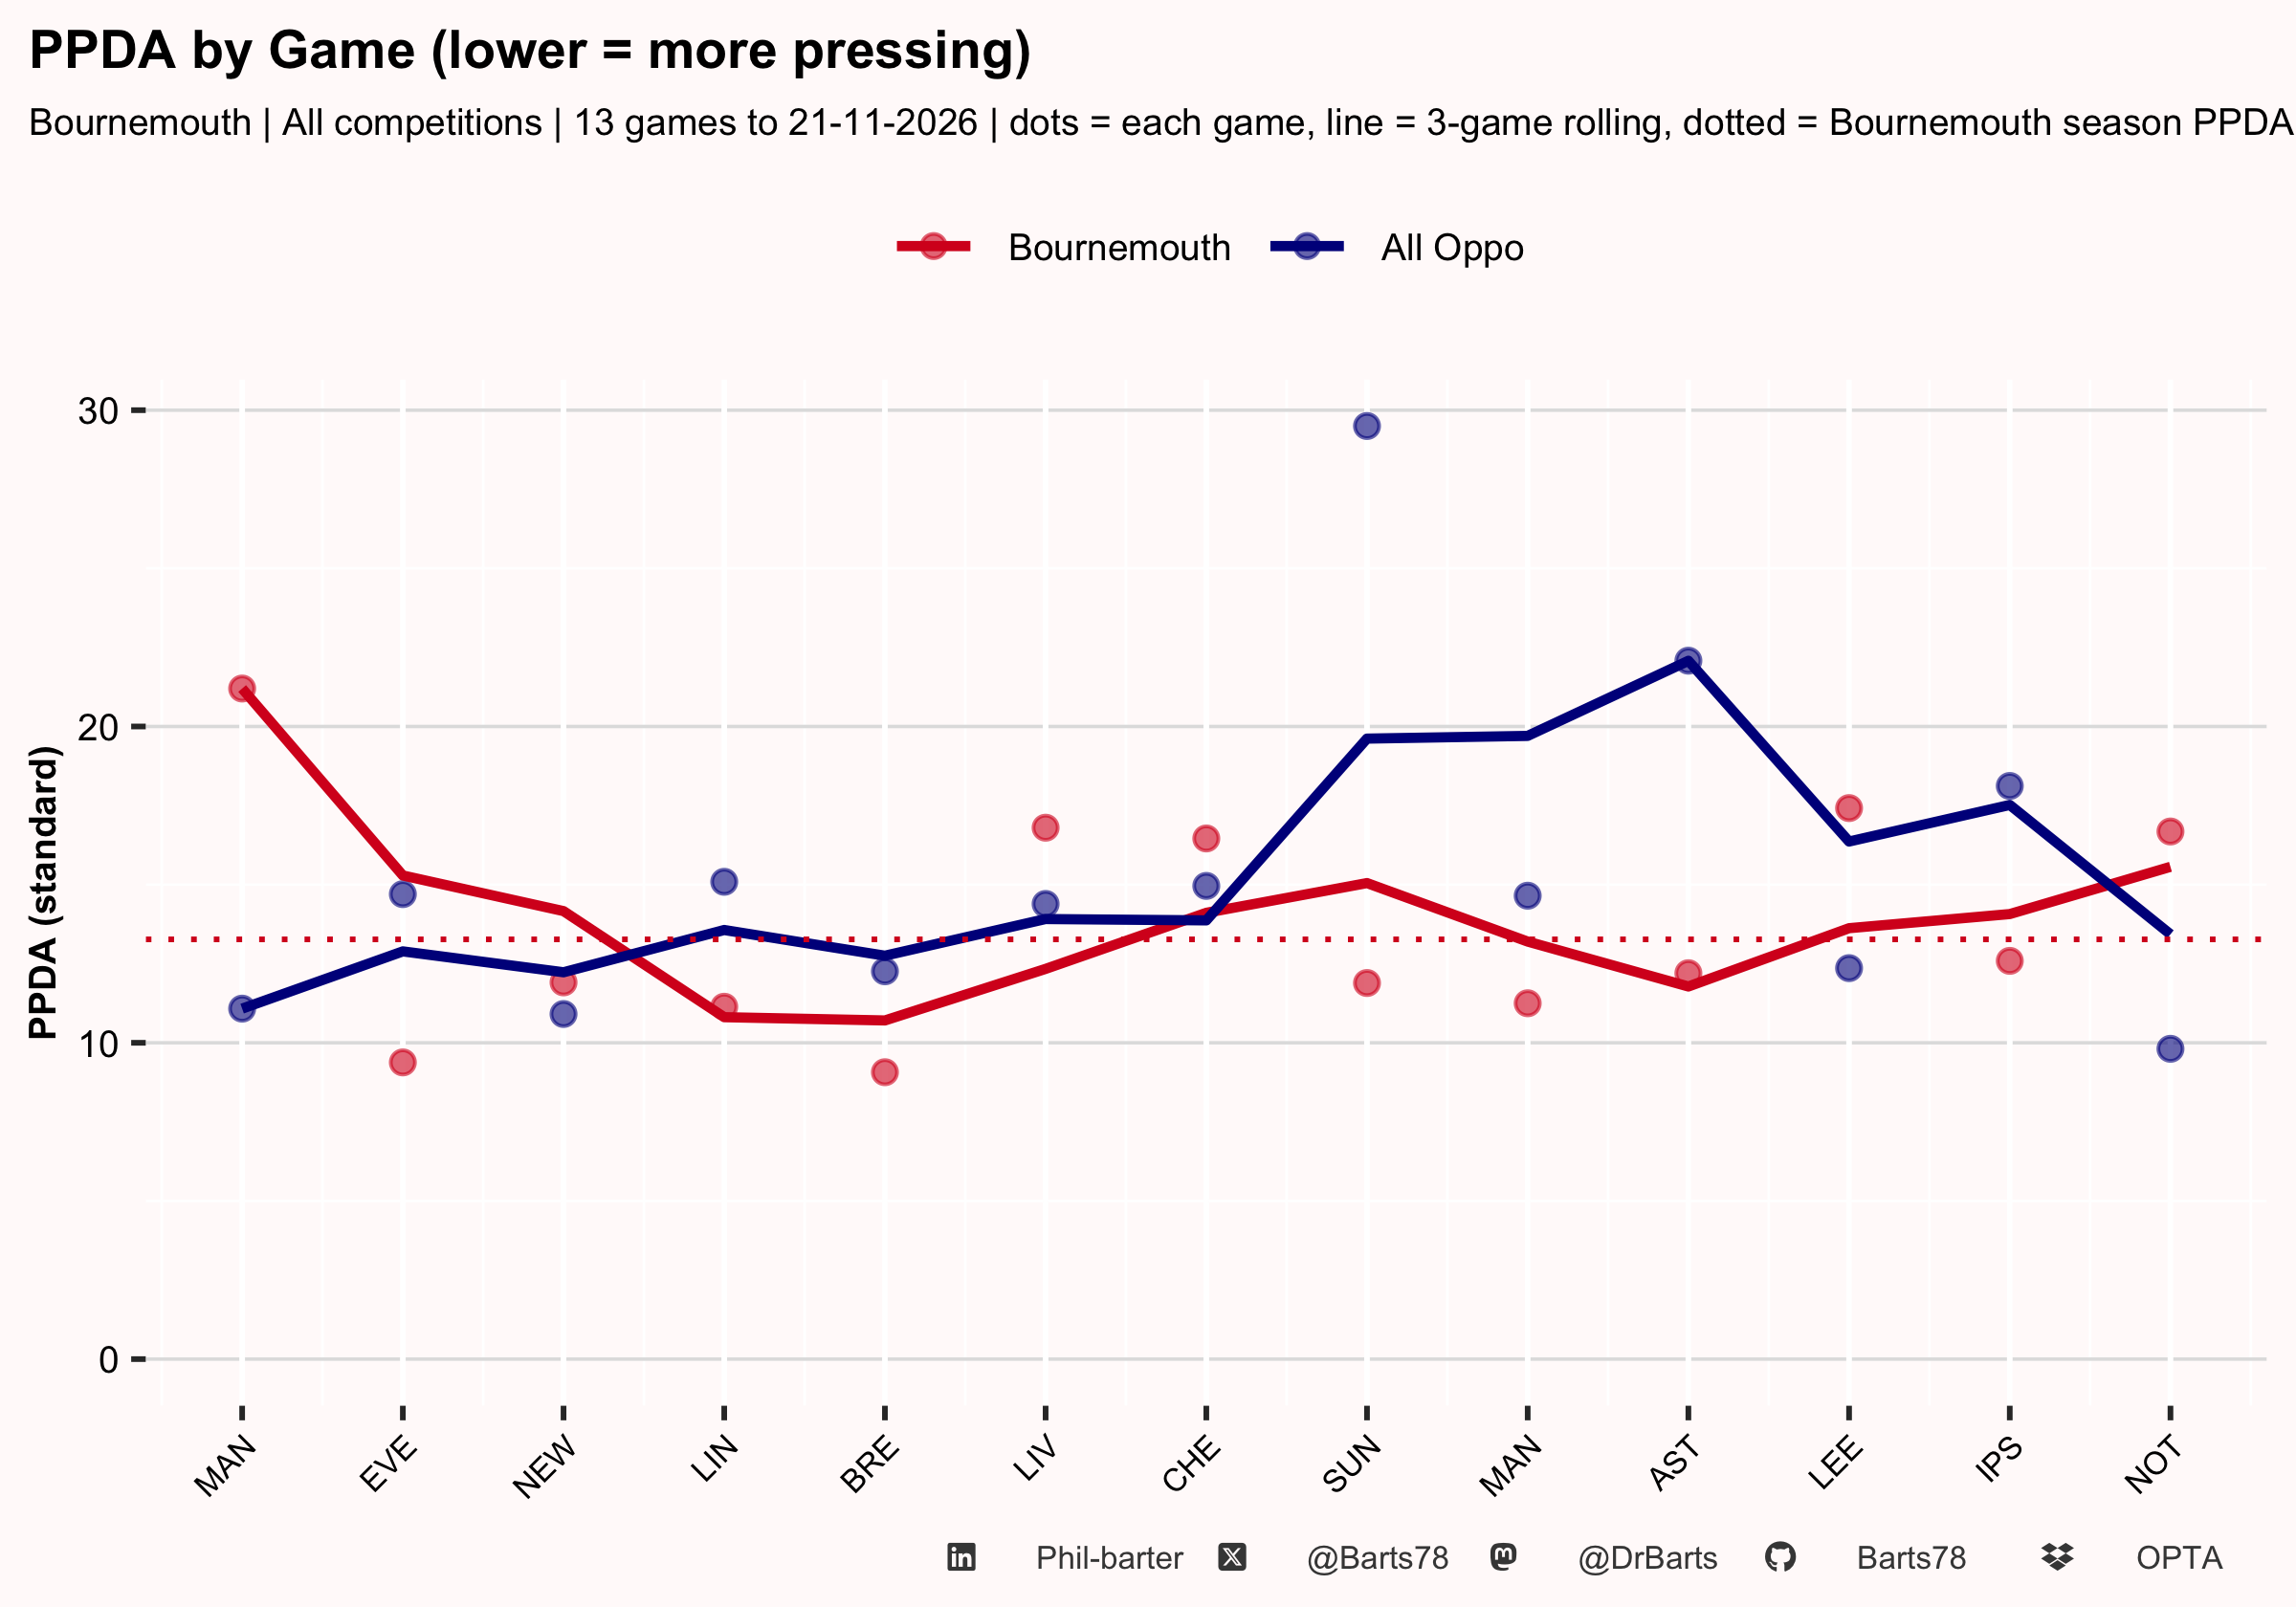 PPDA by Game (lower = more pressing)
Bournemouth | All competitions | 13 games to 21-11-2026 | dots = each game, line = 3-game rolling, dotted = Bournemouth season PPDA
Bournemouth All Oppo
PPDA (standard)
30
20
10
0
MAN EVE NEW LIN BRE LIV CHE SUN MAN AST LEE IPS NOT
Phil-barter @Barts78 @DrBarts Barts78 OPTA